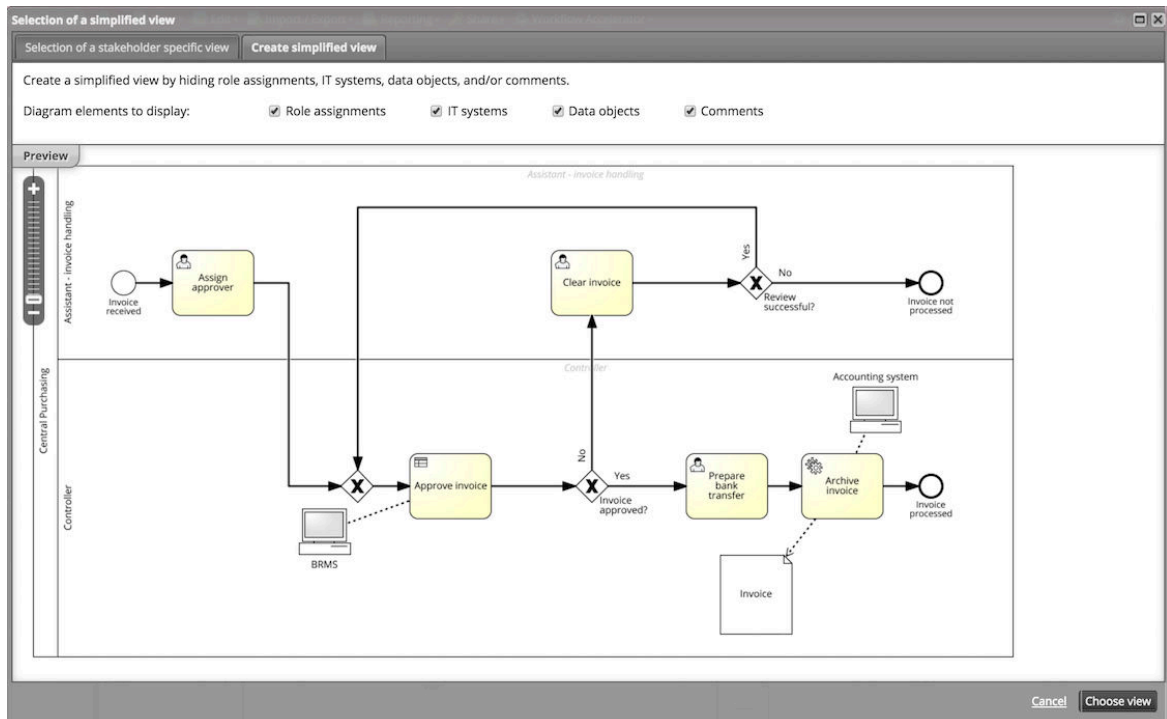 Selection of a simplified view
Selection of a stakeholder specific view
Create simplified view
Create a simplified view by hiding role assignments, IT systems, data objects, and/or comments.
Diagram elements to display:
Role assignments
IT systems
Data objects
Comments
Preview
Central Purchasing
Assistant - invoice handling
Assistant - invoice handling
Invoice
received
Assign
approver
Clear invoice
Yes
No
Review
successful?
Invoice not
processed
Controller
Controller
BRMS
Approve invoice
No
Yes
Invoice
approved?
Prepare
bank
transfer
Accounting system
Archive
invoice
Invoice
processed
Invoice
Cancel
Choose view